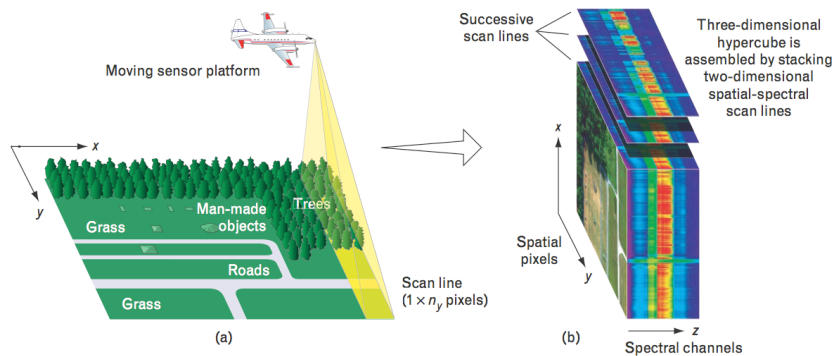 Moving sensor platform
x
y
Trees
Man-made
objects
Grass
Roads
Grass
Scan line
(1 × n_y pixels)
(a)
Successive
scan lines
Three-dimensional
hypercube is
assembled by stacking
two-dimensional
spatial-spectral
scan lines
x
Spatial
pixels
y
z
(b)
Spectral channels